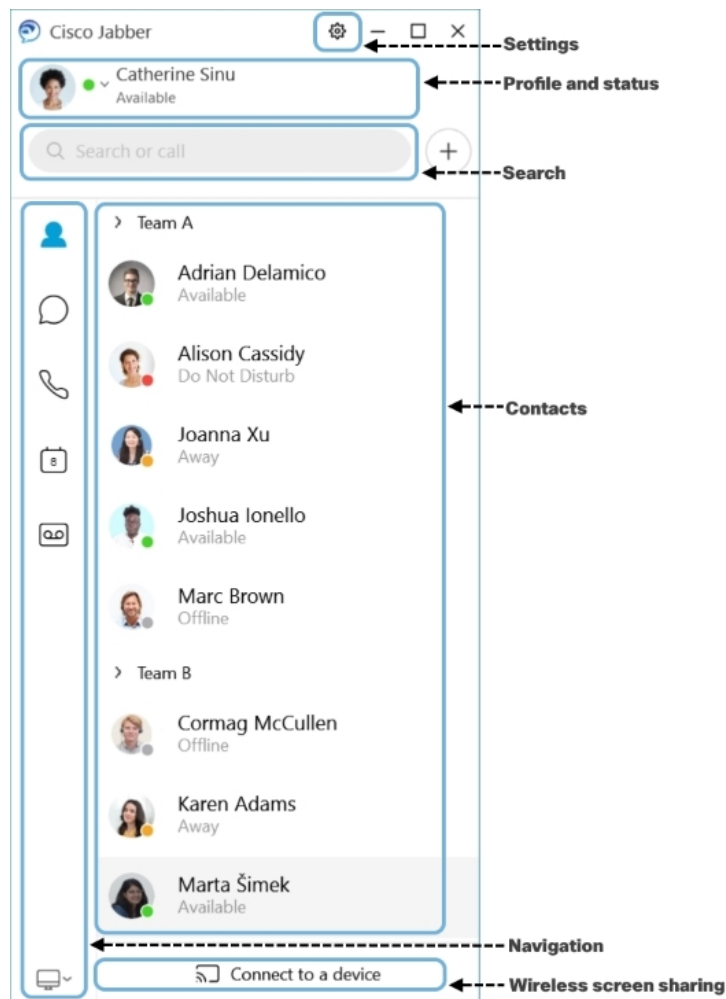 Cisco Jabber
Settings
Catherine Sinu
Available
Profile and status
Search or call
Search
Team A
Adrian Delamico
Available
Alison Cassidy
Do Not Disturb
Contacts
Joanna Xu
Away
8
Joshua Ionello
Available
Marc Brown
Offline
Team B
Cormag McCullen
Offline
Karen Adams
Away
Marta Šimek
Available
Navigation
Connect to a device
Wireless screen sharing